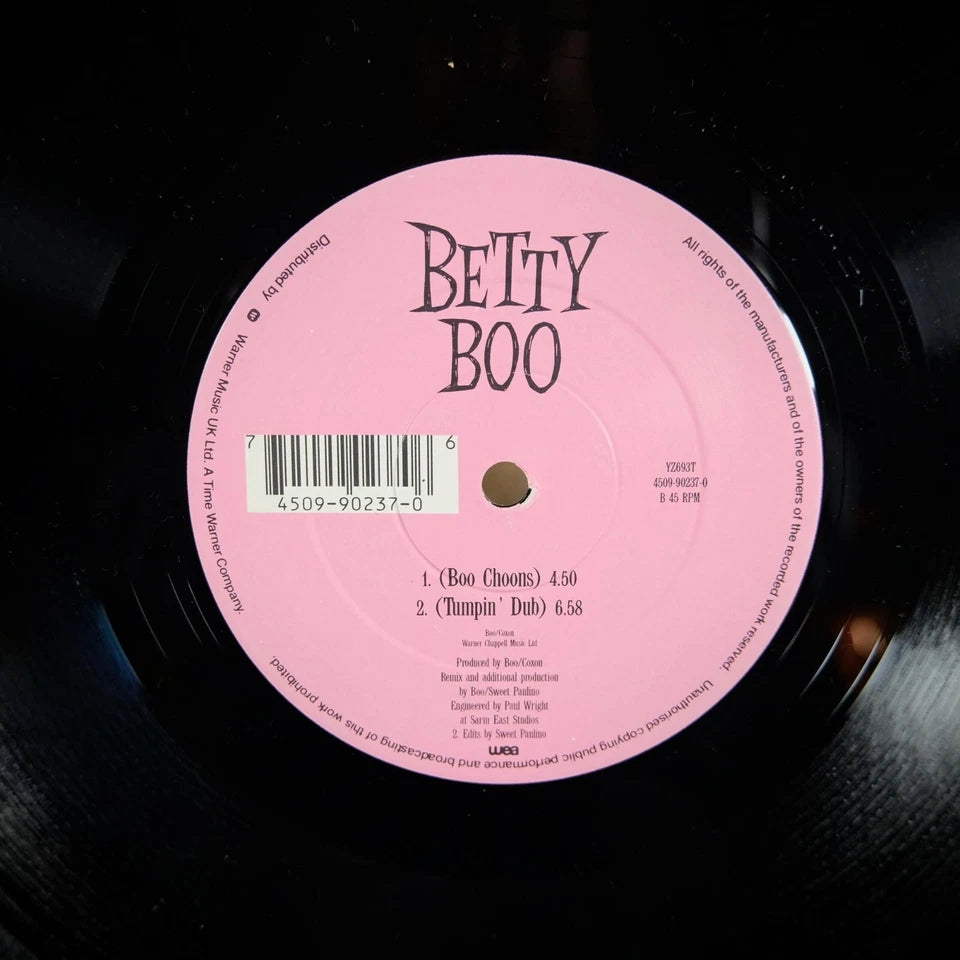 BETTY
BOO
Distributed by w Warner Music UK Ltd. A Time Warner Company.
All rights of the manufacturers and of the owners of the recorded work reserved.
Unauthorised copying public performance and broadcasting of this work prohibited.
7 6
4509-90237-0
YZ693T
4509-90237-0
B 45 RPM
1. (Boo Choons) 4.50
2. (Tumpin' Dub) 6.58
Boo/Coxon
Warner Chappell Music Ltd
Produced by Boo/Coxon
Remix and additional production
by Boo/Sweet Paulino
Engineered by Paul Wright
at Sarm East Studios
2. Edits by Sweet Paulino
wea